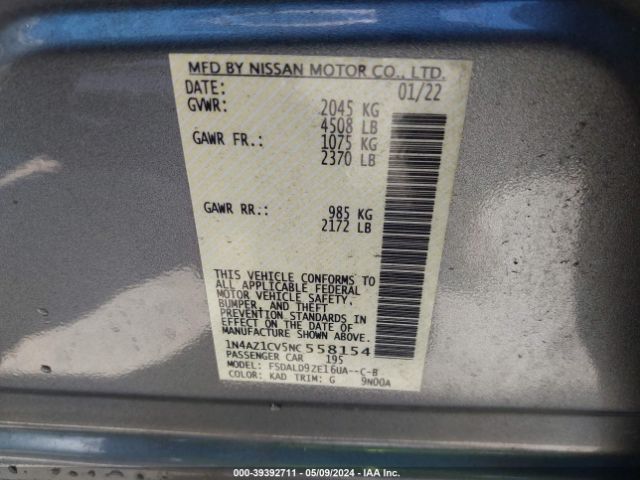 MFD BY NISSAN MOTOR CO., LTD.
DATE: 01/22
GVWR: 2045 KG
4508 LB
GAWR FR.: 1075 KG
2370 LB
GAWR RR.: 985 KG
2172 LB
THIS VEHICLE CONFORMS TO
ALL APPLICABLE FEDERAL
MOTOR VEHICLE SAFETY,
BUMPER, AND THEFT
PREVENTION STANDARDS IN
EFFECT ON THE DATE OF
MANUFACTURE SHOWN ABOVE.
1N4AZ1CV5NC558154
PASSENGER CAR 195
MODEL: FSDALD9ZE16UA--C-B
COLOR: KAD TRIM: G 9N00A
000-39392711 — 05/09/2024 — IAA Inc.